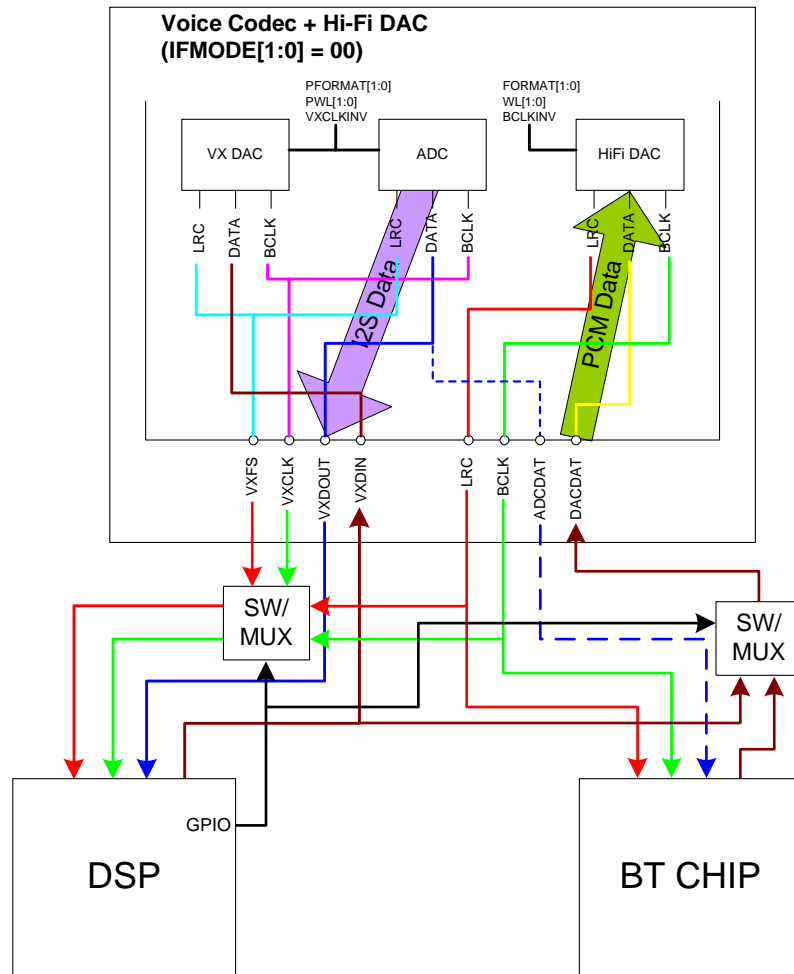 Voice Codec + Hi-Fi DAC
(IFMODE[1:0] = 00)
PFORMAT[1:0]
PWL[1:0]
VXCLKINV
FORMAT[1:0]
WL[1:0]
BCLKINV
VX DAC
ADC
HiFi DAC
LRC
DATA
BCLK
LRC
DATA
BCLK
LRC
DATA
BCLK
I2S Data
PCM Data
VXFS
VXCLK
VXDOUT
VXDIN
LRC
BCLK
ADCDAT
DACDAT
SW/
MUX
SW/
MUX
GPIO
DSP
BT CHIP